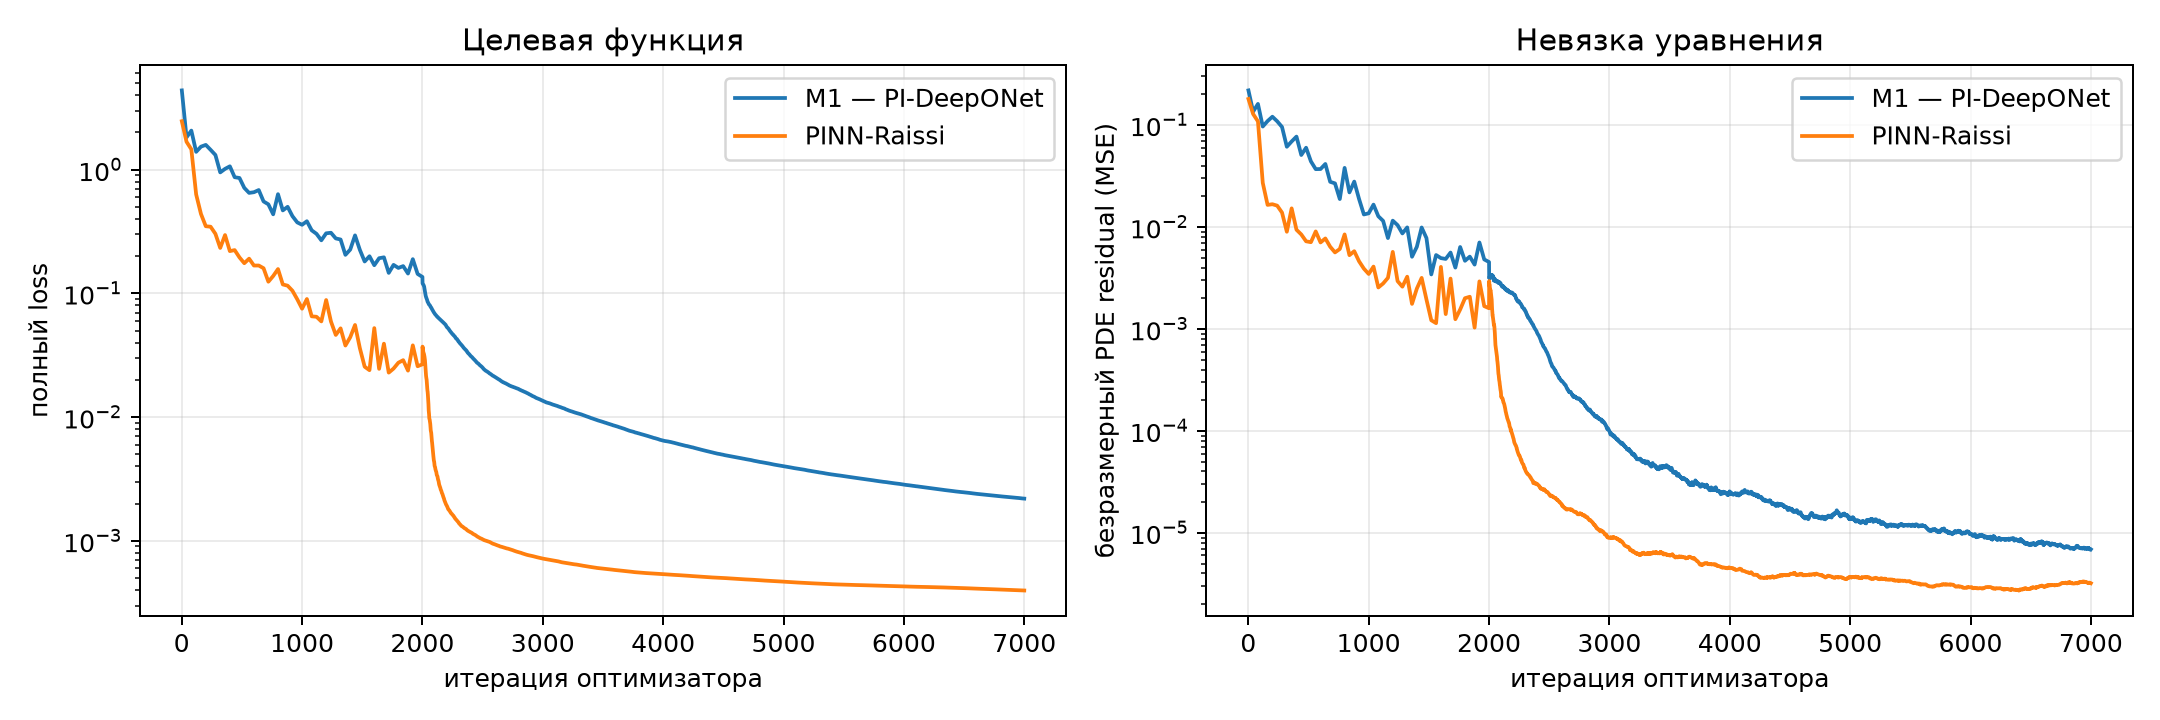 Целевая функция
полный loss
10⁰
10⁻¹
10⁻²
10⁻³
M1 — PI-DeepONet
PINN-Raissi
0 1000 2000 3000 4000 5000 6000 7000
итерация оптимизатора
Невязка уравнения
безразмерный PDE residual (MSE)
10⁻¹
10⁻²
10⁻³
10⁻⁴
10⁻⁵
M1 — PI-DeepONet
PINN-Raissi
0 1000 2000 3000 4000 5000 6000 7000
итерация оптимизатора